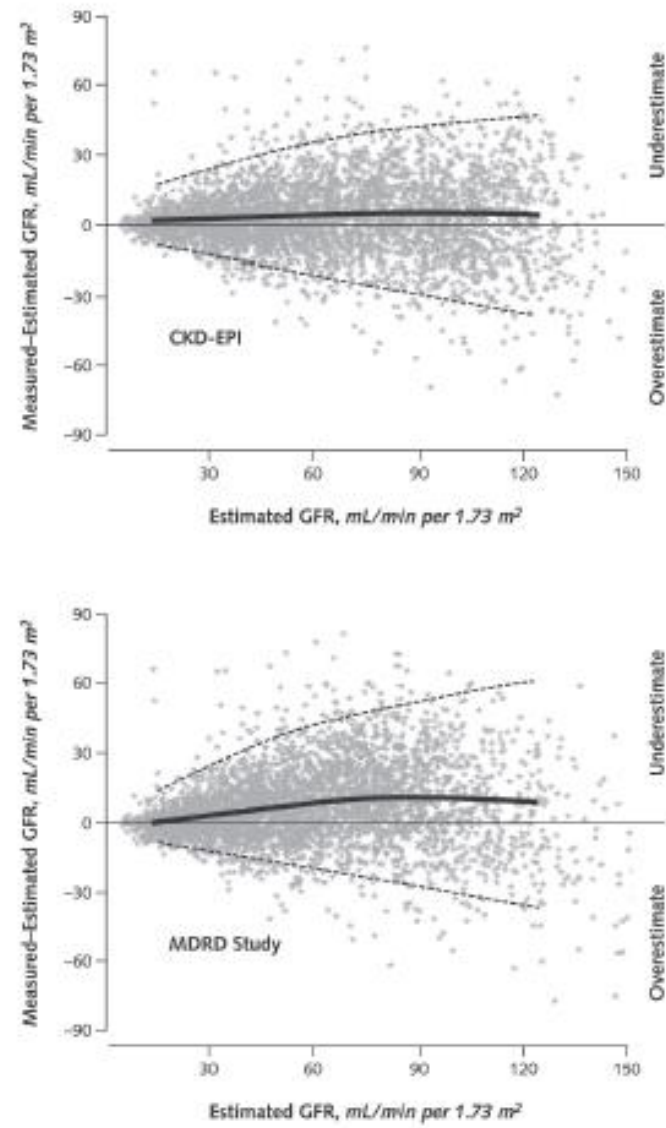 Measured–Estimated GFR, mL/min per 1.73 m²
90
60
30
0
–30
–60
–90
CKD-EPI
Underestimate
Overestimate
30 60 90 120 150
Estimated GFR, mL/min per 1.73 m²
Measured–Estimated GFR, mL/min per 1.73 m²
90
60
30
0
–30
–60
–90
MDRD Study
Underestimate
Overestimate
30 60 90 120 150
Estimated GFR, mL/min per 1.73 m²